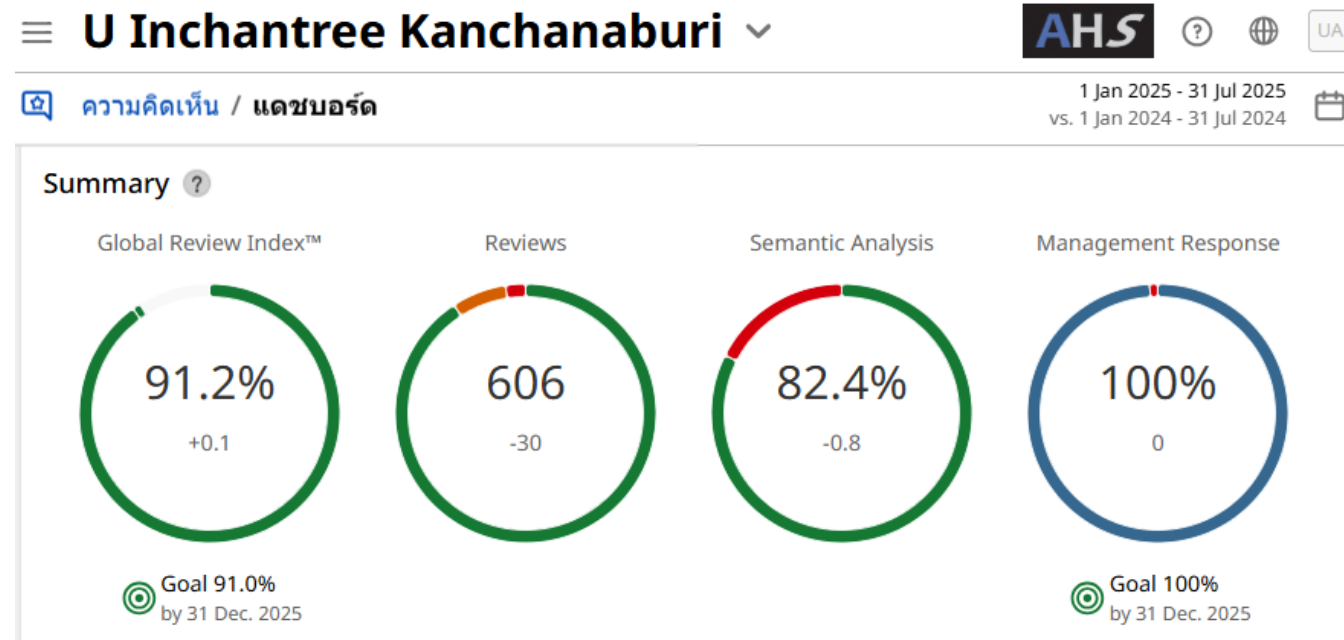 U Inchantree Kanchanaburi
AHS
?
UA
ความคิดเห็น / แดชบอร์ด
1 Jan 2025 - 31 Jul 2025
vs. 1 Jan 2024 - 31 Jul 2024
Summary ?
Global Review Index™
Reviews
Semantic Analysis
Management Response
91.2%
606
82.4%
100%
+0.1
-30
-0.8
0
Goal 91.0%
by 31 Dec. 2025
Goal 100%
by 31 Dec. 2025